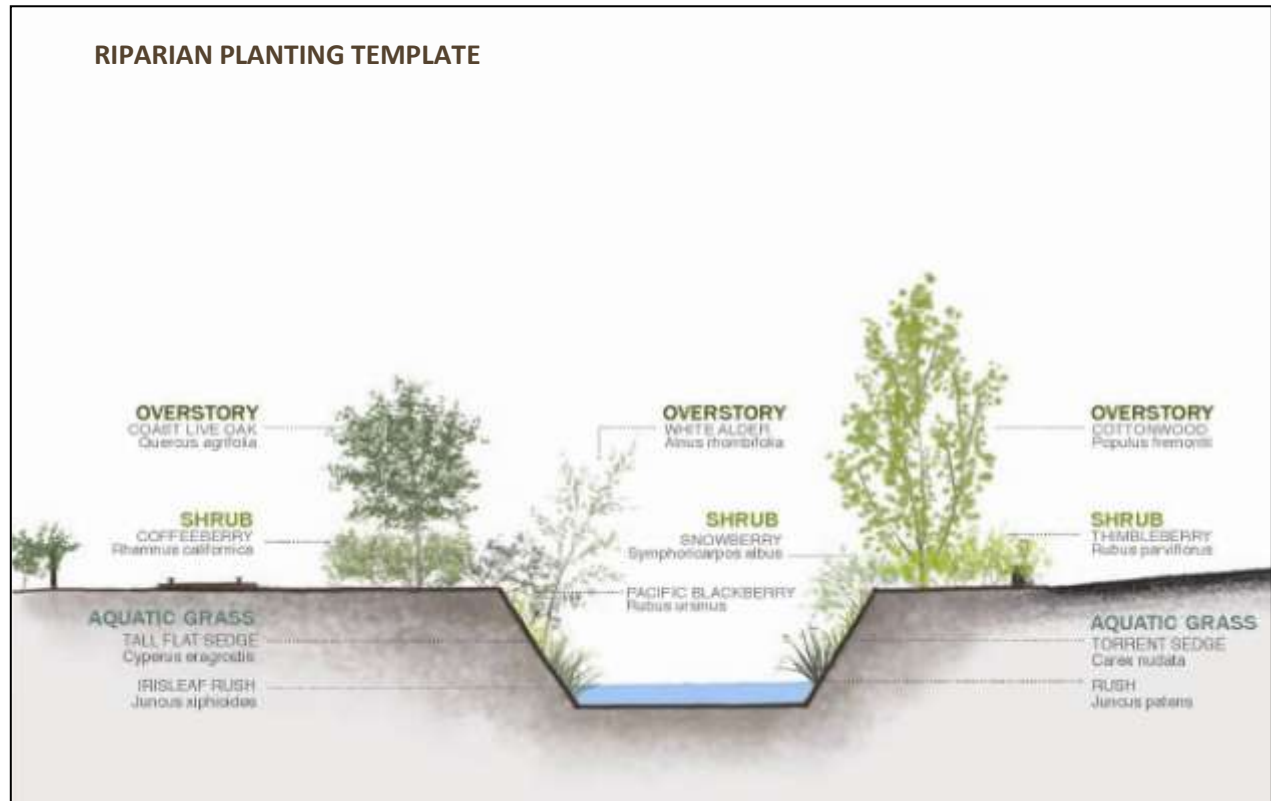 RIPARIAN PLANTING TEMPLATE
OVERSTORY
COAST LIVE OAK
Quercus agrifolia
OVERSTORY
WHITE ALDER
Alnus rhombifolia
OVERSTORY
COTTONWOOD
Populus fremontii
SHRUB
COFFEEBERRY
Rhamnus californica
SHRUB
SNOWBERRY
Symphoricarpos albus
PACIFIC BLACKBERRY
Rubus ursinus
SHRUB
THIMBLEBERRY
Rubus parviflorus
AQUATIC GRASS
TALL FLAT SEDGE
Cyperus eragrostis
IRISLEAF RUSH
Juncus xiphioides
AQUATIC GRASS
TORRENT SEDGE
Carex nudata
RUSH
Juncus patens